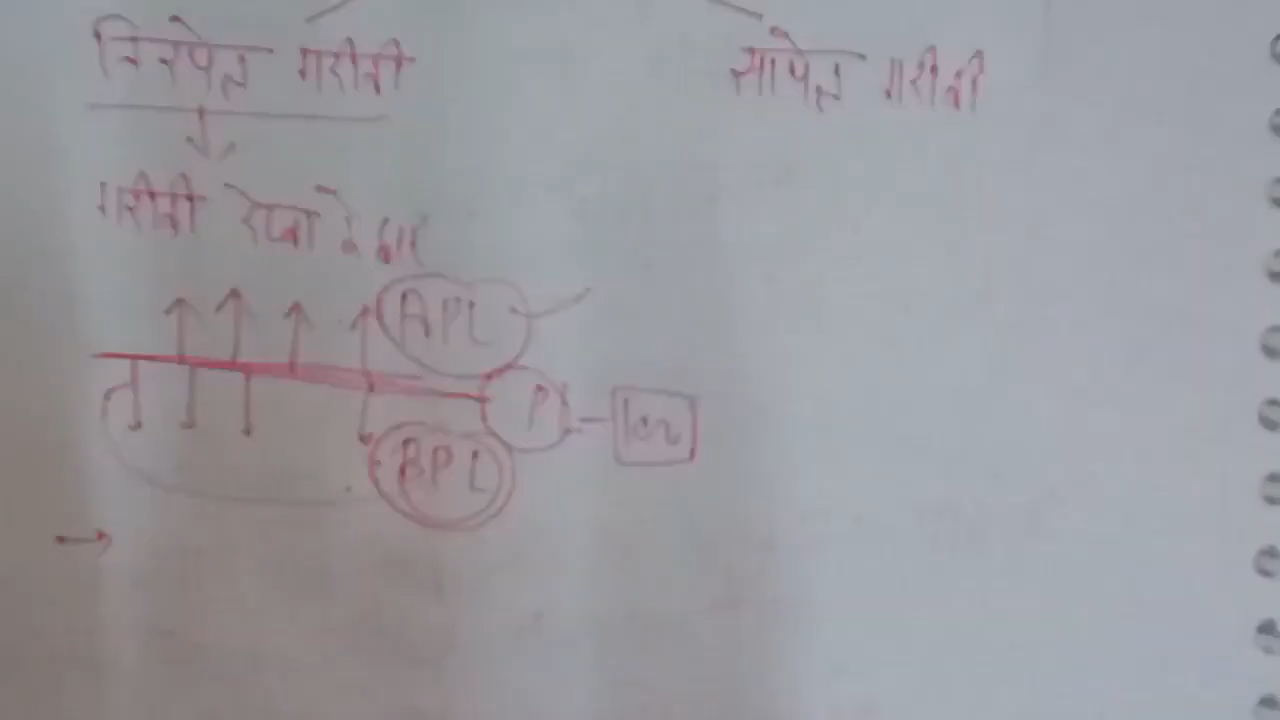 निरपेक्ष गरीबी
सापेक्ष गरीबी
गरीबी रेखा के द्वारा
APL
P
BPL